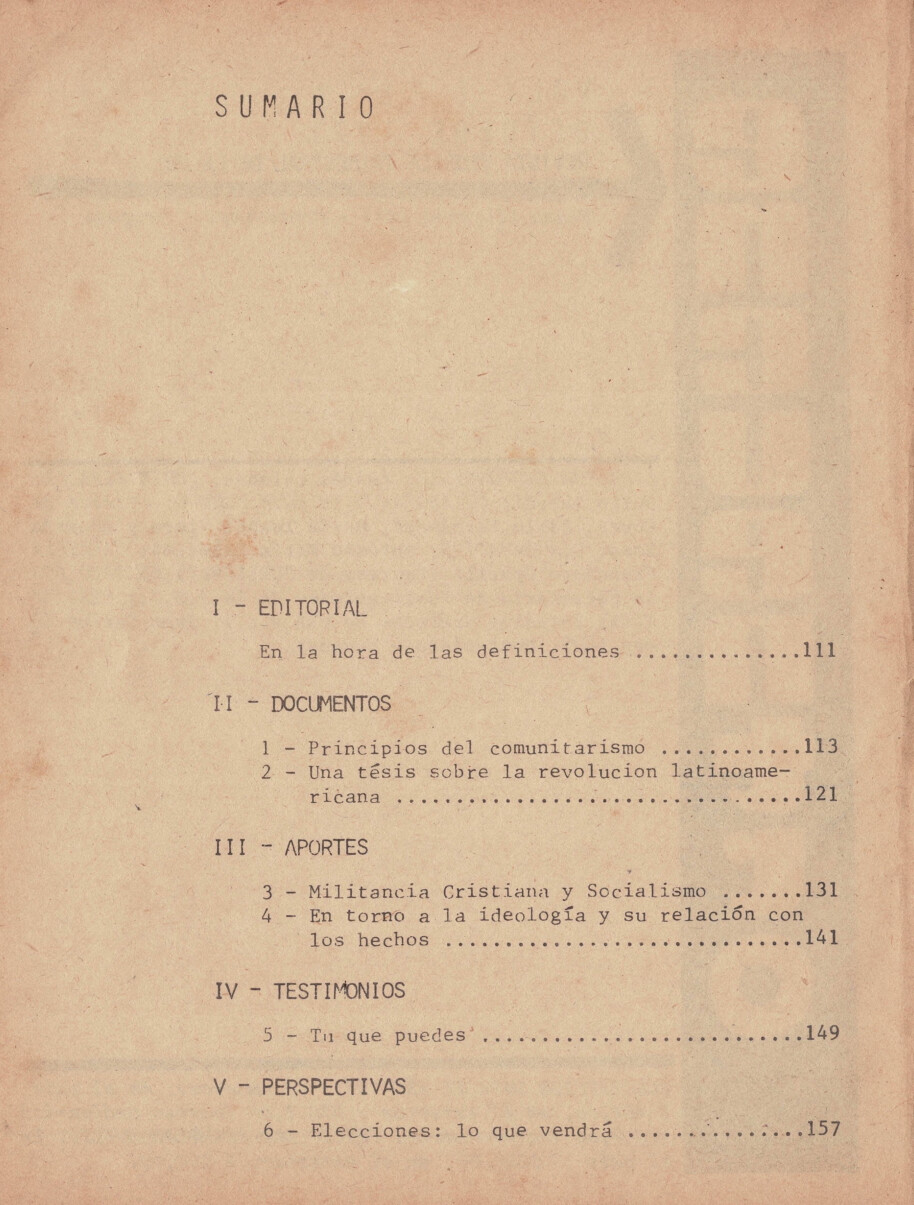 SUMARIO
I - EDITORIAL
En la hora de las definiciones ..............111
II - DOCUMENTOS
1 - Principios del comunitarismo ............113
2 - Una tésis sobre la revolucion latinoame-
ricana ..................................121
III - APORTES
3 - Militancia Cristiana y Socialismo .......131
4 - En torno a la ideología y su relación con
los hechos ..............................141
IV - TESTIMONIOS
5 - Tu que puedes ...........................149
V - PERSPECTIVAS
6 - Elecciones: lo que vendrá ...............157